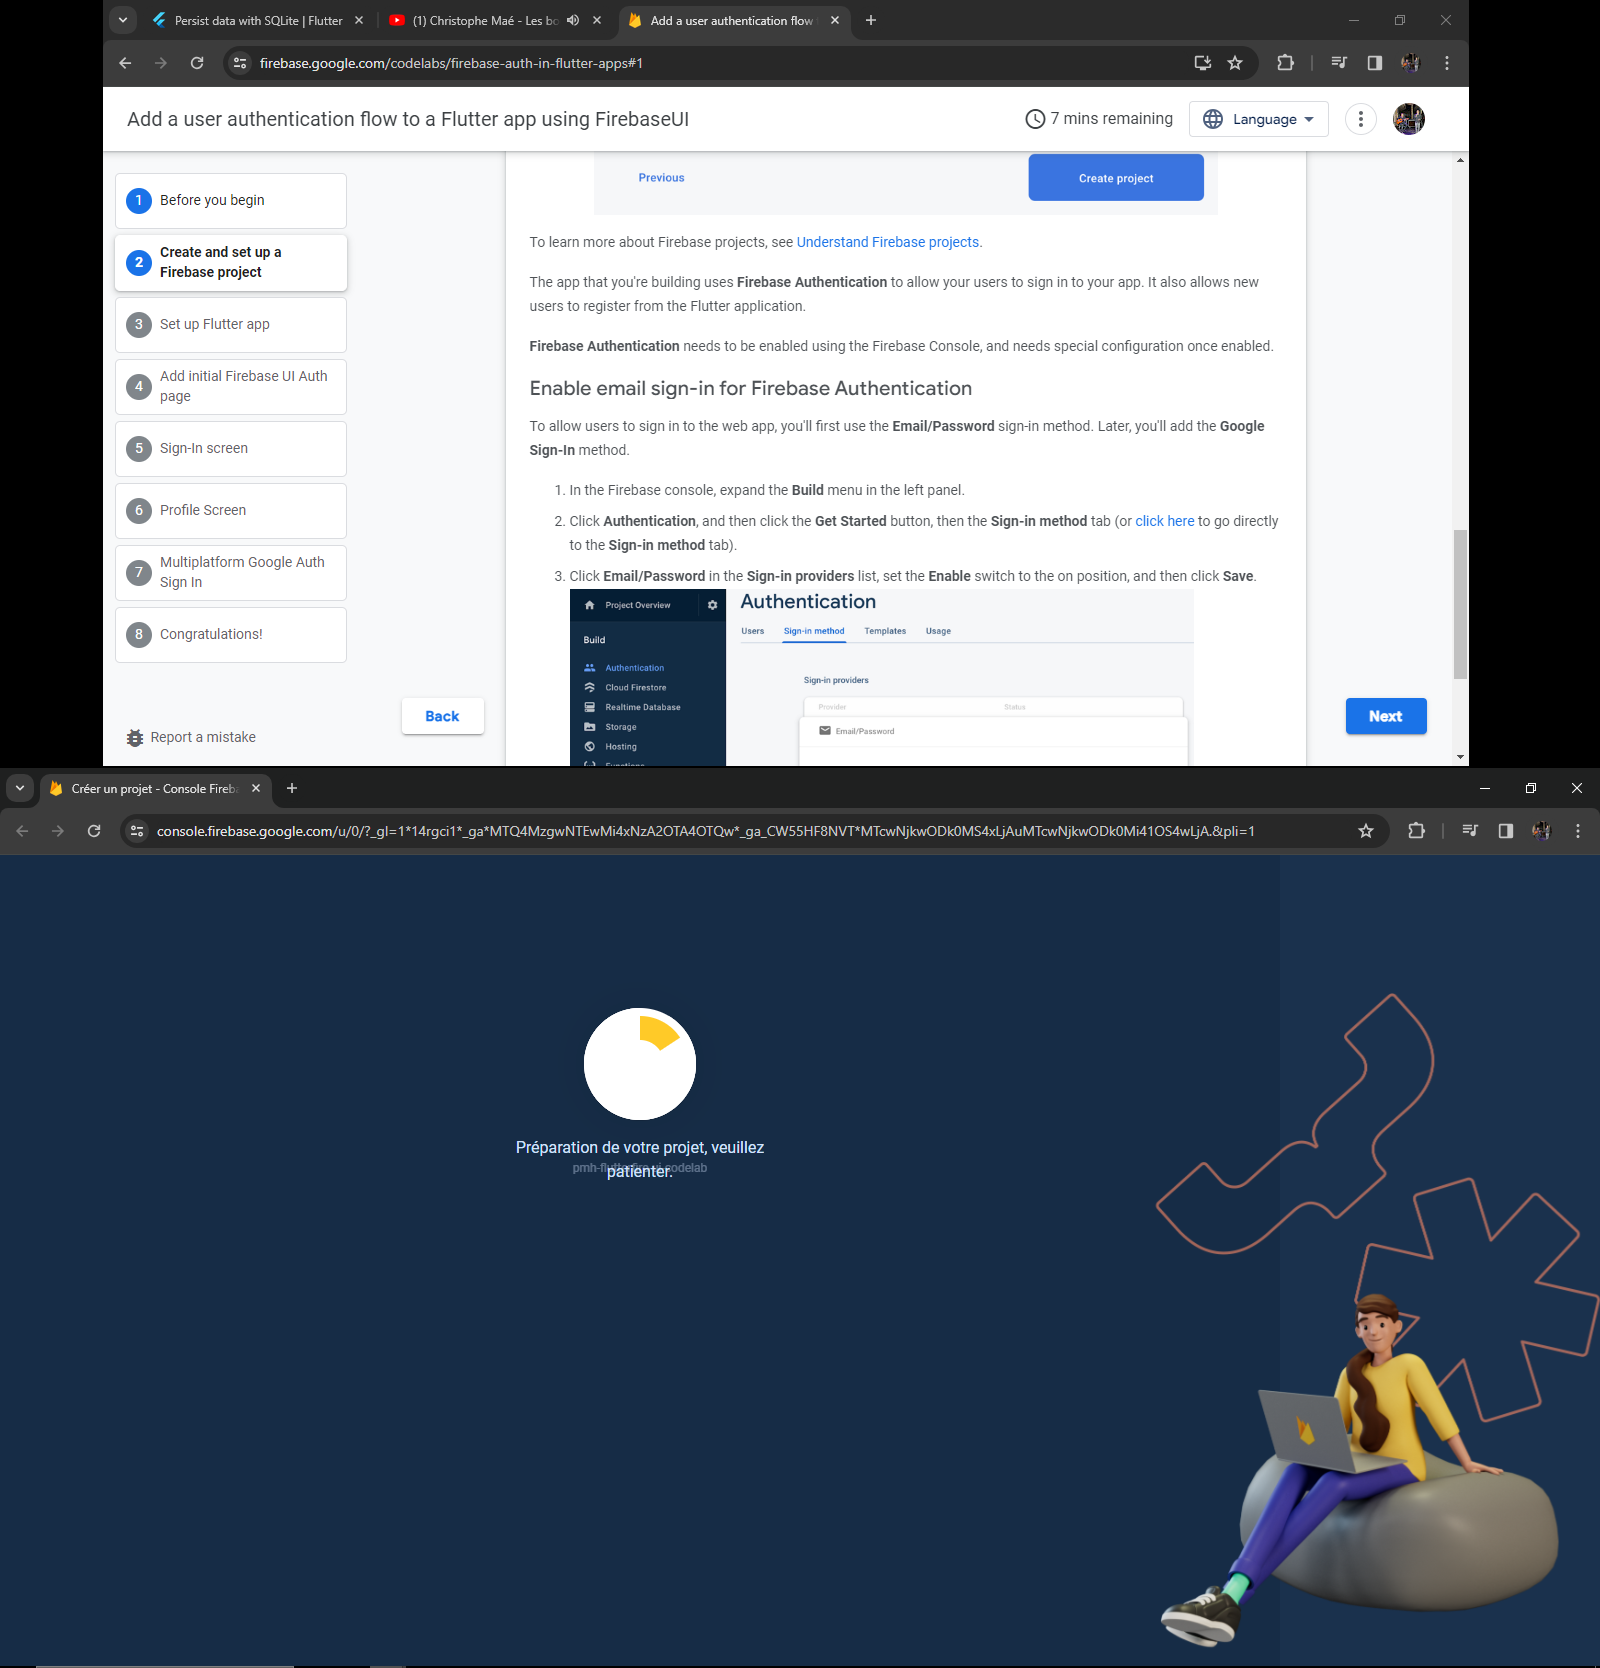 Persist data with SQLite | Flutter
(1) Christophe Maé - Les bo
Add a user authentication flow
firebase.google.com/codelabs/firebase-auth-in-flutter-apps#1
Add a user authentication flow to a Flutter app using FirebaseUI
7 mins remaining
Language
1 Before you begin
2 Create and set up a
Firebase project
3 Set up Flutter app
4 Add initial Firebase UI Auth
page
5 Sign-In screen
6 Profile Screen
7 Multiplatform Google Auth
Sign In
8 Congratulations!
Report a mistake
Back
Previous
Create project
To learn more about Firebase projects, see Understand Firebase projects.
The app that you're building uses Firebase Authentication to allow your users to sign in to your app. It also allows new
users to register from the Flutter application.
Firebase Authentication needs to be enabled using the Firebase Console, and needs special configuration once enabled.
Enable email sign-in for Firebase Authentication
To allow users to sign in to the web app, you'll first use the Email/Password sign-in method. Later, you'll add the Google
Sign-In method.
1. In the Firebase console, expand the Build menu in the left panel.
2. Click Authentication, and then click the Get Started button, then the Sign-in method tab (or click here to go directly
to the Sign-in method tab).
3. Click Email/Password in the Sign-in providers list, set the Enable switch to the on position, and then click Save.
Project Overview
Build
Authentication
Cloud Firestore
Realtime Database
Storage
Hosting
Functions
Authentication
Users Sign-in method Templates Usage
Sign-in providers
Provider Status
Email/Password
Next
Créer un projet - Console Fireba
console.firebase.google.com/u/0/?_gl=1*14rgci1*_ga*MTQ4MzgwNTEwMi4xNzA2OTA4OTQw*_ga_CW55HF8NVT*MTcwNjkwODk0MS4xLjAuMTcwNjkwODk0Mi41OS4wLjA.&pli=1
Préparation de votre projet, veuillez
patienter.
pmh-flutterfire-ui-codelab